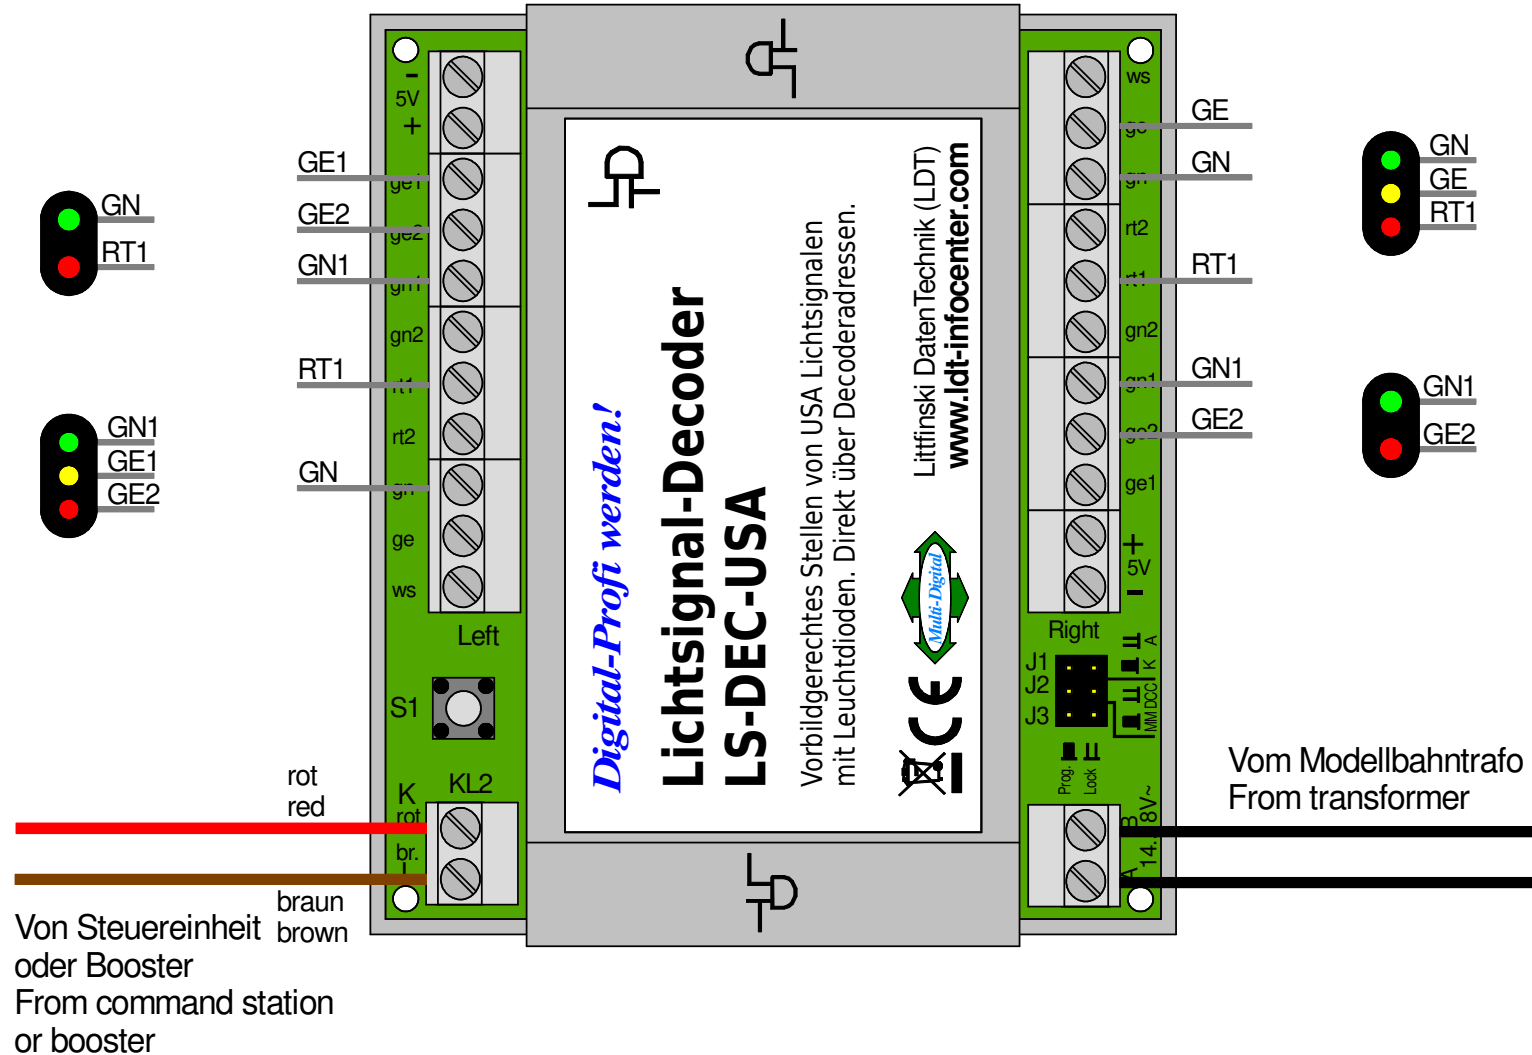 -
5V
+
ge1
ge2
gn1
gn2
rt1
rt2
gn
ge
ws
Left
S1
K
KL2
rot
br.
GE1
GE2
GN1
RT1
GN
GN
RT1
GN1
GE1
GE2
rot
red
braun
brown
Von Steuereinheit
oder Booster
From command station
or booster
Digital-Profi werden!
Lichtsignal-Decoder
LS-DEC-USA
Vorbildgerechtes Stellen von USA Lichtsignalen
mit Leuchtdioden. Direkt über Decoderadressen.
Littfinski DatenTechnik (LDT)
www.ldt-infocenter.com
Multi-Digital
CE
ws
ge
gn
rt2
rt1
gn2
gn1
ge2
ge1
+
5V
-
Right
J1
J2
J3
A
K
DCC
MM
Prog.
Lock
B
14..18V~
A
GE
GN
RT1
GN1
GE2
GN
GE
RT1
GN1
GE2
Vom Modellbahntrafo
From transformer